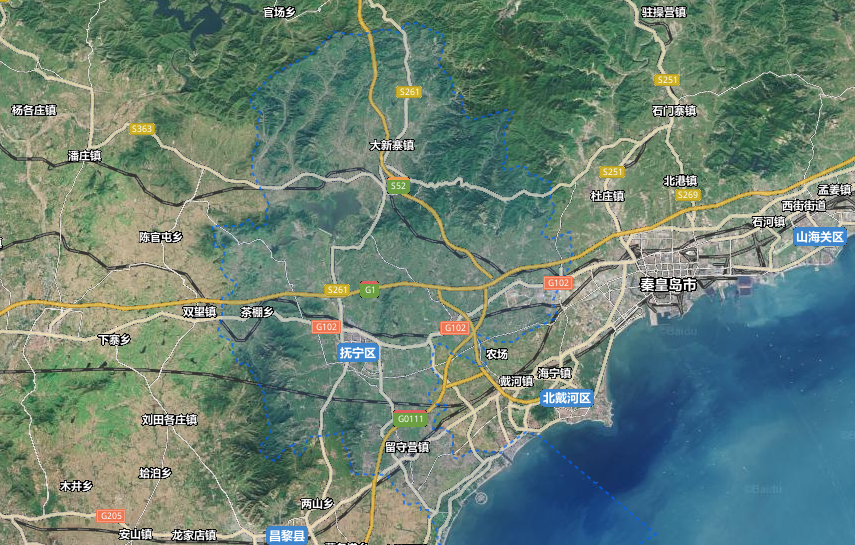 官场乡
驻操营镇
S251
S261
杨各庄镇
石门寨镇
S363
大新寨镇
潘庄镇
S251
北港镇
S52
杜庄镇
S269
孟姜镇
西街街道
石河镇
陈官屯乡
山海关区
秦皇岛市
G102
S261
G1
双望镇
茶棚乡
G102
G102
Baidu
下寨乡
抚宁区
农场
海宁镇
戴河镇
北戴河区
刘田各庄镇
G0111
留守营镇
蛤泊镇
木井乡
©Baidu
两山乡
G205
安山镇
龙家店镇
昌黎县